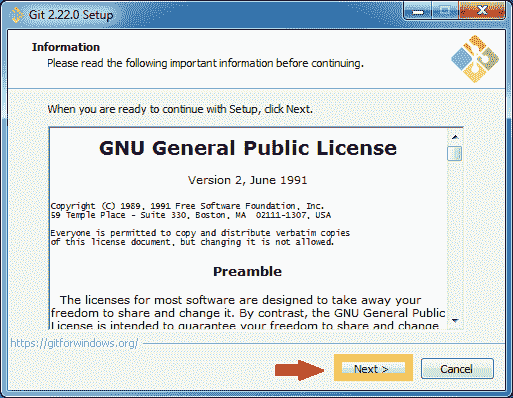 Git 2.22.0 Setup
Information
Please read the following important information before continuing.
When you are ready to continue with Setup, click Next.
GNU General Public License
Version 2, June 1991
Copyright (C) 1989, 1991 Free Software Foundation, Inc.
59 Temple Place - Suite 330, Boston, MA  02111-1307, USA
Everyone is permitted to copy and distribute verbatim copies
of this license document, but changing it is not allowed.
Preamble
The licenses for most software are designed to take away your
freedom to share and change it. By contrast, the GNU General Public
License is intended to guarantee your freedom to share and change
https://gitforwindows.org/
Next >
Cancel